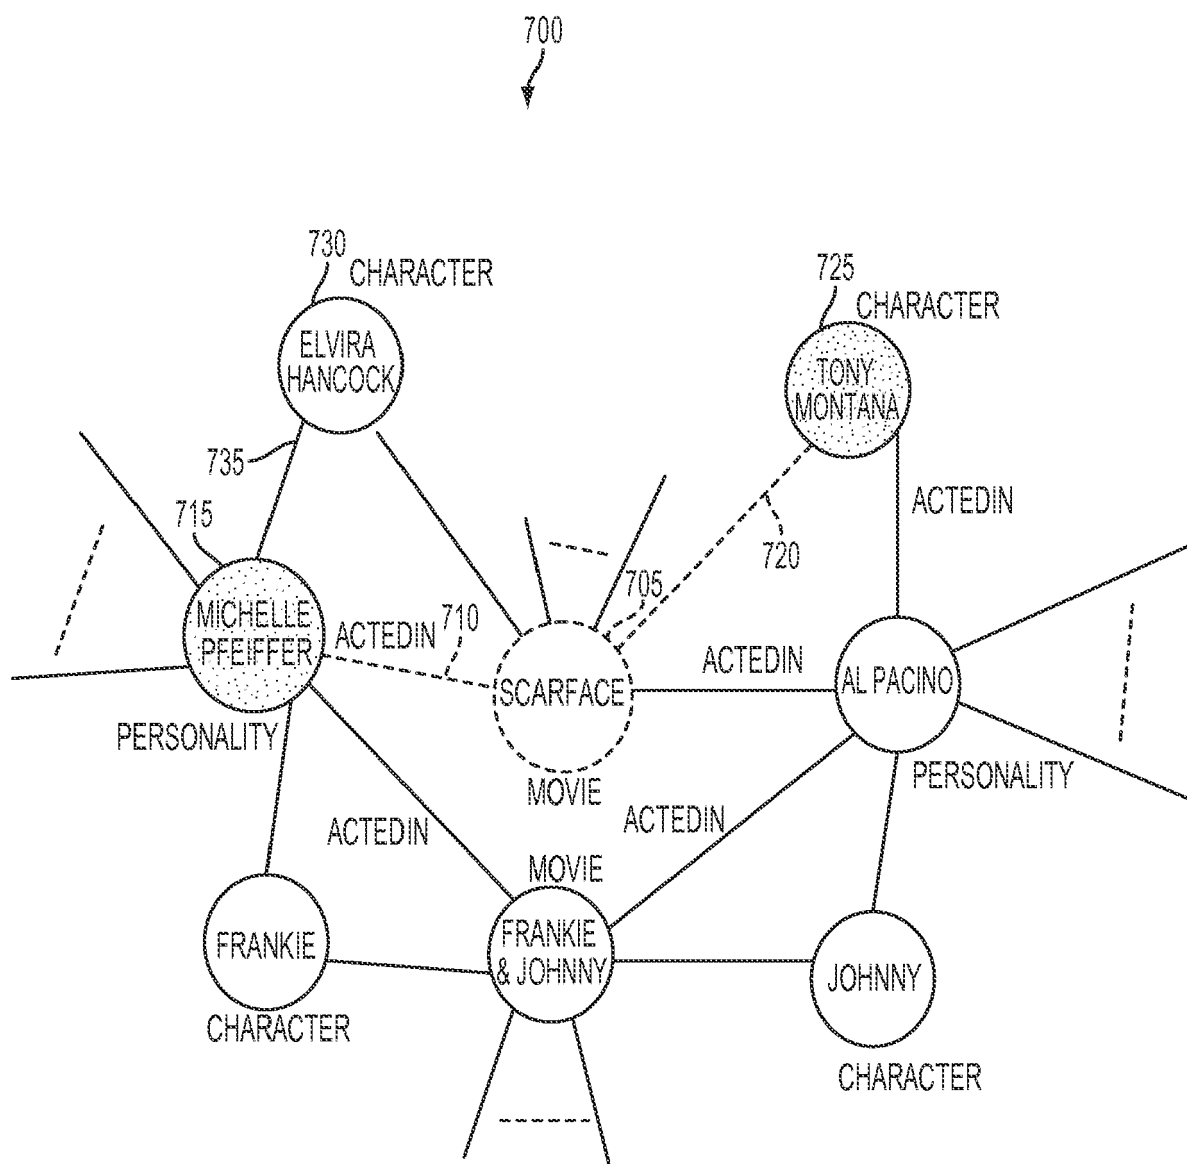 700
730
CHARACTER
ELVIRA
HANCOCK
725
CHARACTER
TONY
MONTANA
735
715
720
ACTEDIN
705
710
MICHELLE
PFEIFFER
ACTEDIN
SCARFACE
ACTEDIN
AL PACINO
PERSONALITY
MOVIE
PERSONALITY
ACTEDIN
ACTEDIN
MOVIE
FRANKIE
FRANKIE
& JOHNNY
JOHNNY
CHARACTER
CHARACTER